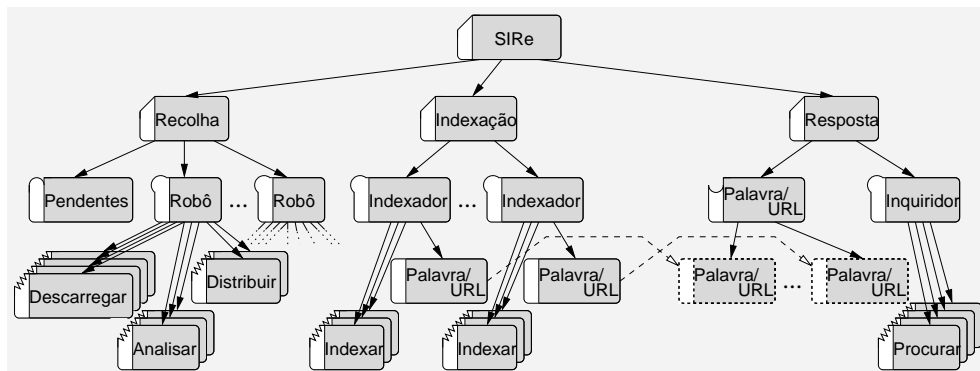 SIRe
Recolha
Indexação
Resposta
Pendentes
Robô
...
Robô
Indexador
...
Indexador
Palavra/
URL
Inquiridor
Descarregar
Distribuir
Palavra/
URL
Palavra/
URL
Palavra/
URL
...
Palavra/
URL
Analisar
Indexar
Indexar
Procurar